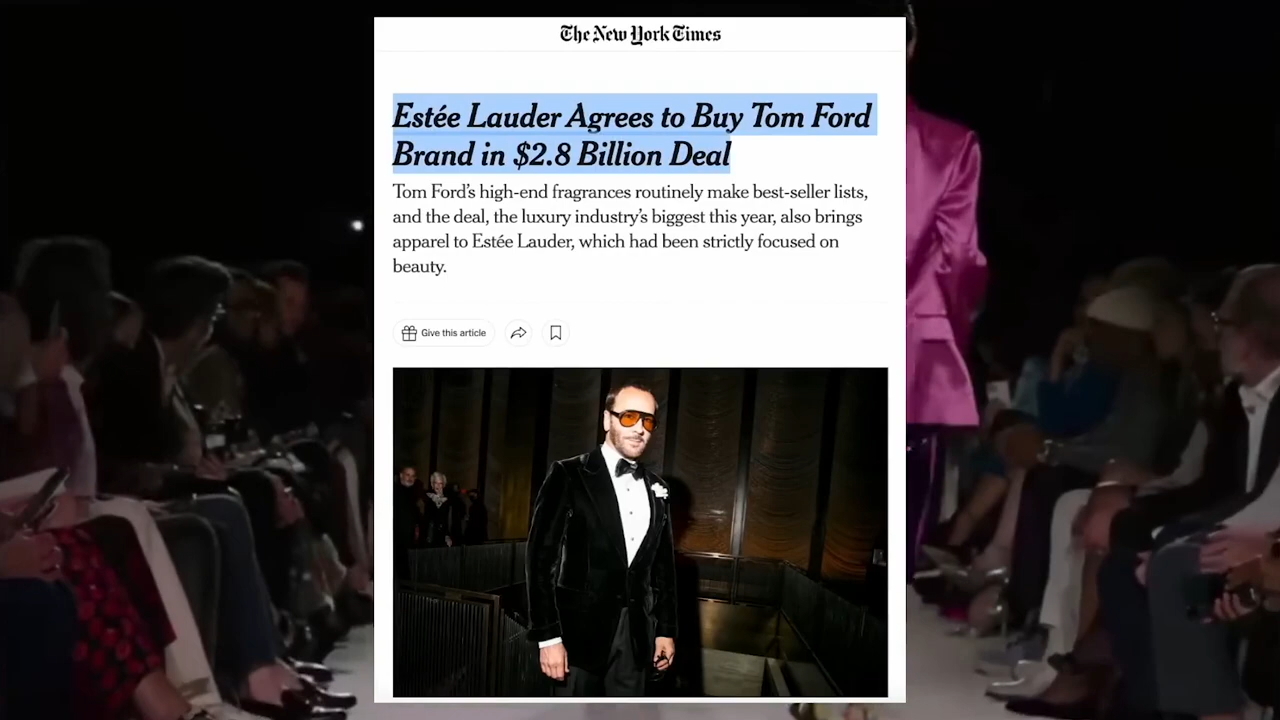 The New York Times
Estée Lauder Agrees to Buy Tom Ford
Brand in $2.8 Billion Deal
Tom Ford's high-end fragrances routinely make best-seller lists,
and the deal, the luxury industry's biggest this year, also brings
apparel to Estée Lauder, which had been strictly focused on
beauty.
Give this article